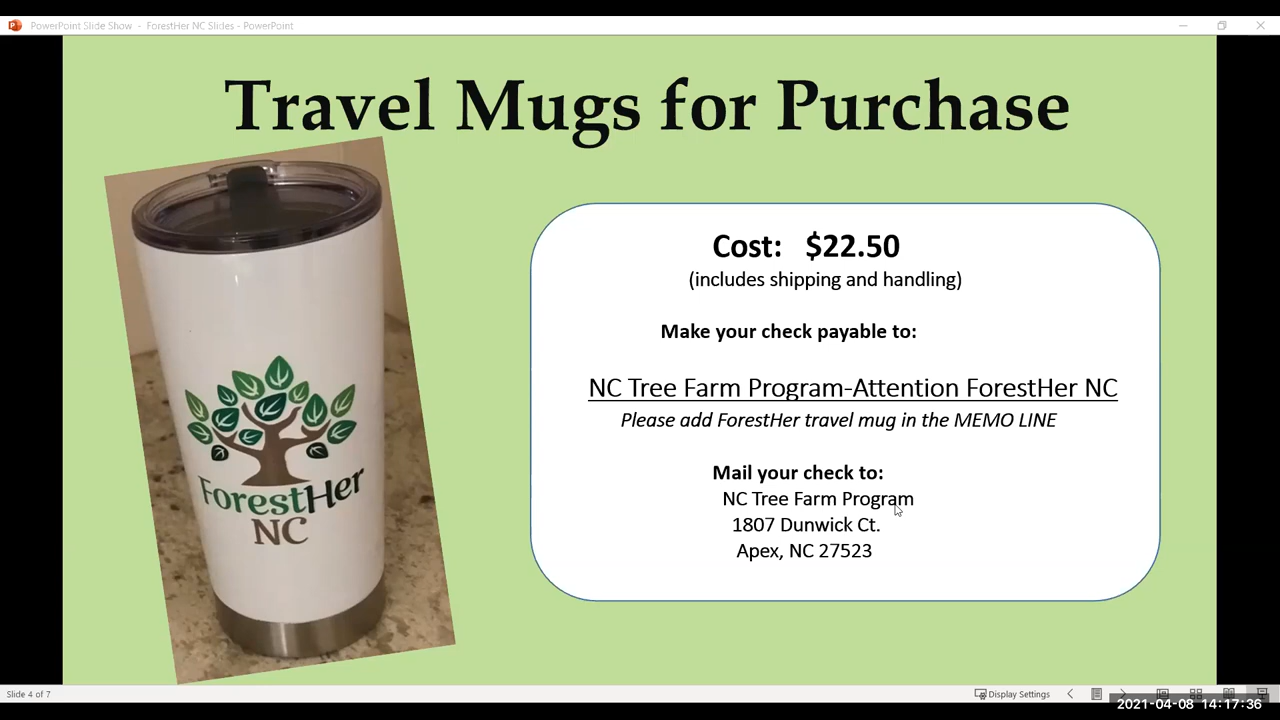 PowerPoint Slide Show - ForestHer NC Slides - PowerPoint
Travel Mugs for Purchase
ForestHer
NC
Cost: $22.50
(includes shipping and handling)
Make your check payable to:
NC Tree Farm Program-Attention ForestHer NC
Please add ForestHer travel mug in the MEMO LINE
Mail your check to:
NC Tree Farm Program
1807 Dunwick Ct.
Apex, NC 27523
Slide 4 of 7
Display Settings
2021-04-08 14:17:36